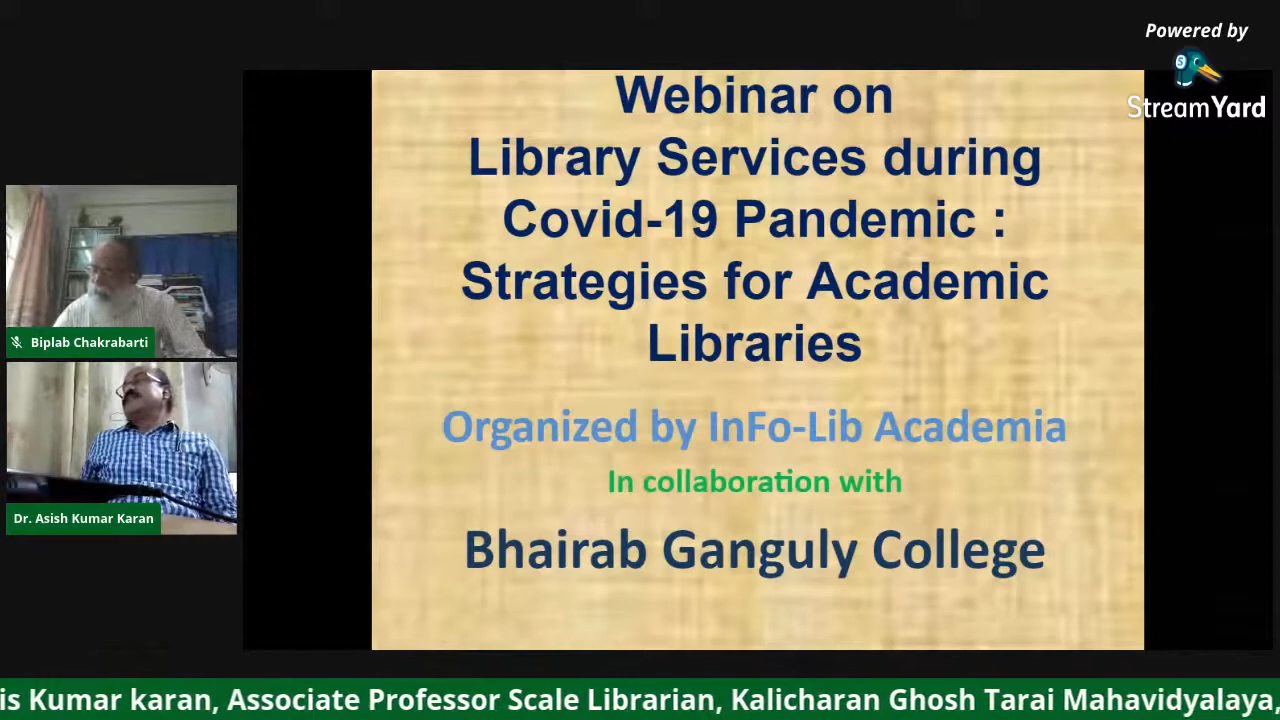 Powered by
StreamYard
Webinar on
Library Services during
Covid-19 Pandemic :
Strategies for Academic
Libraries
Organized by InFo-Lib Academia
In collaboration with
Bhairab Ganguly College
Biplab Chakrabarti
Dr. Asish Kumar Karan
is Kumar karan, Associate Professor Scale Librarian, Kalicharan Ghosh Tarai Mahavidyalaya,